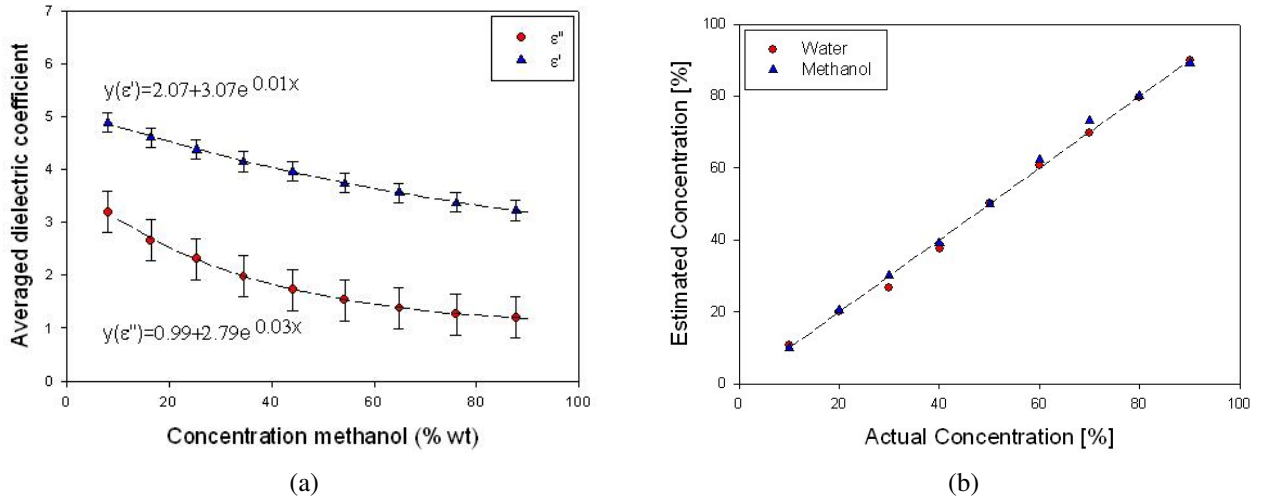 7
6
5
4
3
2
1
0
0 20 40 60 80 100
Averaged dielectric coefficient
Concentration methanol (% wt)
ε''
ε'
y(ε')=2.07+3.07e 0.01x
y(ε'')=0.99+2.79e 0.03x
(a)
100
80
60
40
20
0
0 20 40 60 80 100
Estimated Concentration [%]
Actual Concentration [%]
Water
Methanol
(b)